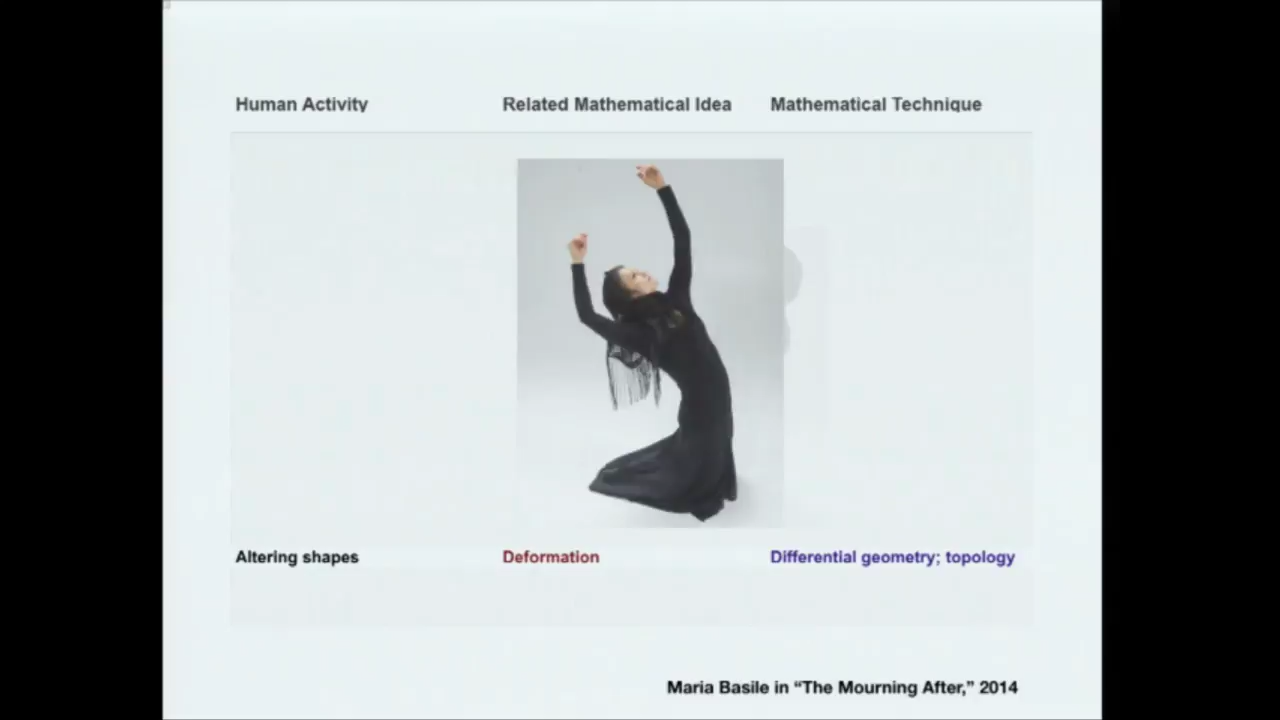 Human Activity Related Mathematical Idea Mathematical Technique
Altering shapes Deformation Differential geometry; topology
Maria Basile in “The Mourning After,” 2014